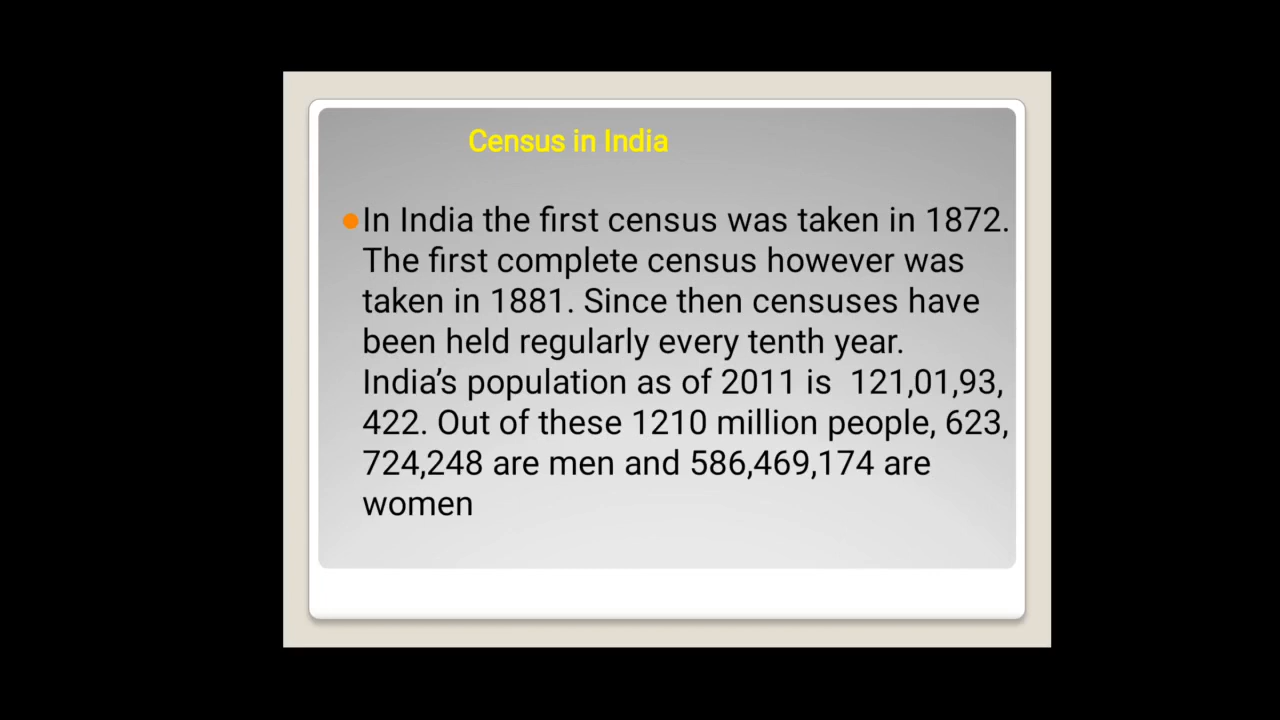 Census in India
In India the first census was taken in 1872.
The first complete census however was
taken in 1881. Since then censuses have
been held regularly every tenth year.
India’s population as of 2011 is  121,01,93,
422. Out of these 1210 million people, 623,
724,248 are men and 586,469,174 are
women